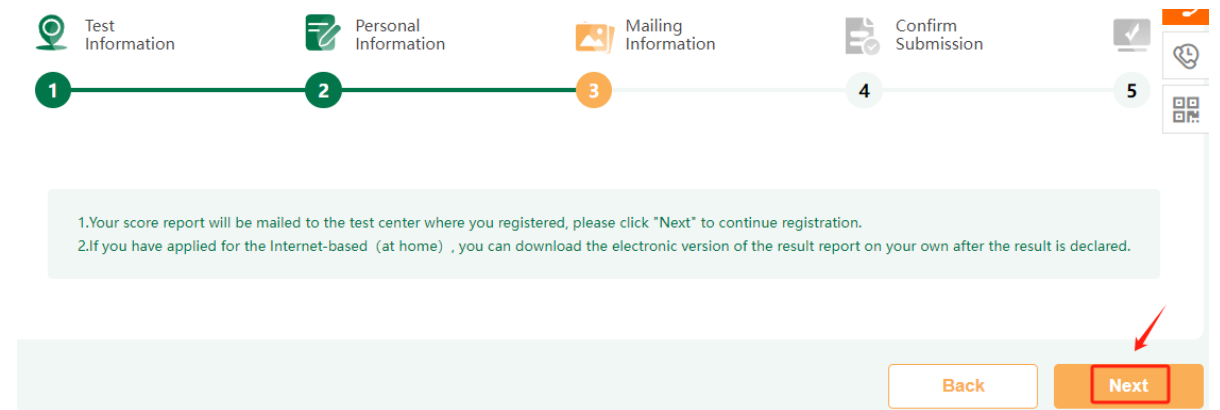 Test
Information
Personal
Information
Mailing
Information
Confirm
Submission
1
2
3
4
5
1.Your score report will be mailed to the test center where you registered, please click "Next" to continue registration.
2.If you have applied for the Internet-based（at home）, you can download the electronic version of the result report on your own after the result is declared.
Back
Next